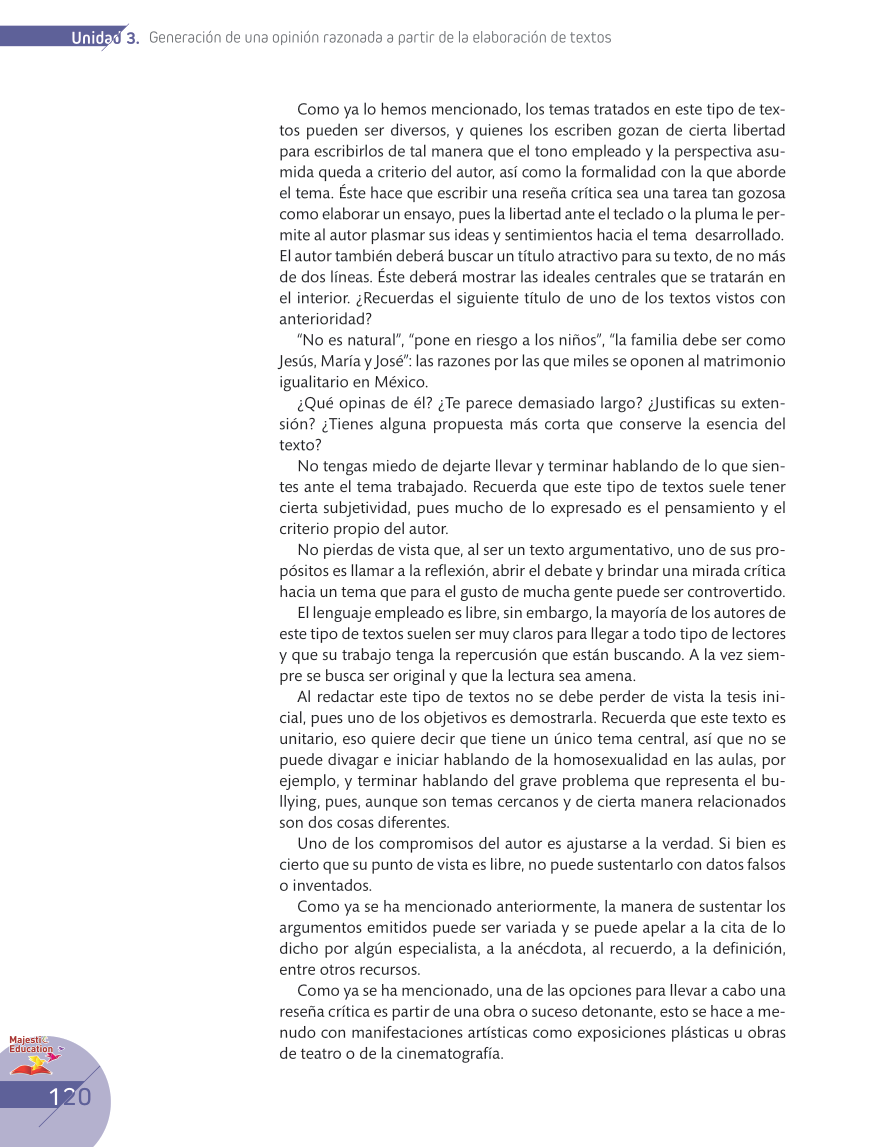 Unidad 3. Generación de una opinión razonada a partir de la elaboración de textos
Como ya lo hemos mencionado, los temas tratados en este tipo de tex-
tos pueden ser diversos, y quienes los escriben gozan de cierta libertad
para escribirlos de tal manera que el tono empleado y la perspectiva asu-
mida queda a criterio del autor, así como la formalidad con la que aborde
el tema. Éste hace que escribir una reseña crítica sea una tarea tan gozosa
como elaborar un ensayo, pues la libertad ante el teclado o la pluma le per-
mite al autor plasmar sus ideas y sentimientos hacia el tema desarrollado.
El autor también deberá buscar un título atractivo para su texto, de no más
de dos líneas. Éste deberá mostrar las ideales centrales que se tratarán en
el interior. ¿Recuerdas el siguiente título de uno de los textos vistos con
anterioridad?
“No es natural”, “pone en riesgo a los niños”, “la familia debe ser como
Jesús, María y José”: las razones por las que miles se oponen al matrimonio
igualitario en México.
¿Qué opinas de él? ¿Te parece demasiado largo? ¿Justificas su exten-
sión? ¿Tienes alguna propuesta más corta que conserve la esencia del
texto?
No tengas miedo de dejarte llevar y terminar hablando de lo que sien-
tes ante el tema trabajado. Recuerda que este tipo de textos suele tener
cierta subjetividad, pues mucho de lo expresado es el pensamiento y el
criterio propio del autor.
No pierdas de vista que, al ser un texto argumentativo, uno de sus pro-
pósitos es llamar a la reflexión, abrir el debate y brindar una mirada crítica
hacia un tema que para el gusto de mucha gente puede ser controvertido.
El lenguaje empleado es libre, sin embargo, la mayoría de los autores de
este tipo de textos suelen ser muy claros para llegar a todo tipo de lectores
y que su trabajo tenga la repercusión que están buscando. A la vez siem-
pre se busca ser original y que la lectura sea amena.
Al redactar este tipo de textos no se debe perder de vista la tesis ini-
cial, pues uno de los objetivos es demostrarla. Recuerda que este texto es
unitario, eso quiere decir que tiene un único tema central, así que no se
puede divagar e iniciar hablando de la homosexualidad en las aulas, por
ejemplo, y terminar hablando del grave problema que representa el bu-
llying, pues, aunque son temas cercanos y de cierta manera relacionados
son dos cosas diferentes.
Uno de los compromisos del autor es ajustarse a la verdad. Si bien es
cierto que su punto de vista es libre, no puede sustentarlo con datos falsos
o inventados.
Como ya se ha mencionado anteriormente, la manera de sustentar los
argumentos emitidos puede ser variada y se puede apelar a la cita de lo
dicho por algún especialista, a la anécdota, al recuerdo, a la definición,
entre otros recursos.
Como ya se ha mencionado, una de las opciones para llevar a cabo una
reseña crítica es partir de una obra o suceso detonante, esto se hace a me-
nudo con manifestaciones artísticas como exposiciones plásticas u obras
de teatro o de la cinematografía.
Majestic
Education
120